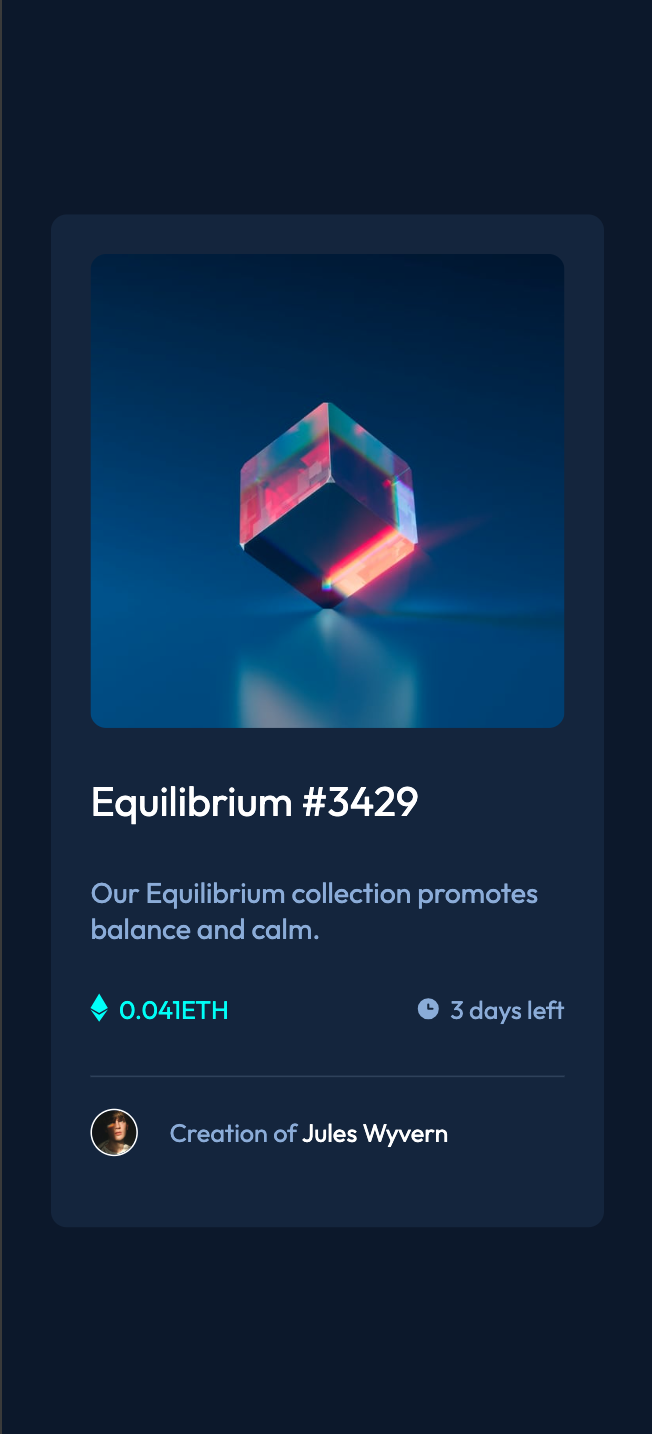 Equilibrium #3429
Our Equilibrium collection promotes
balance and calm.
0.041ETH
3 days left
Creation of Jules Wyvern